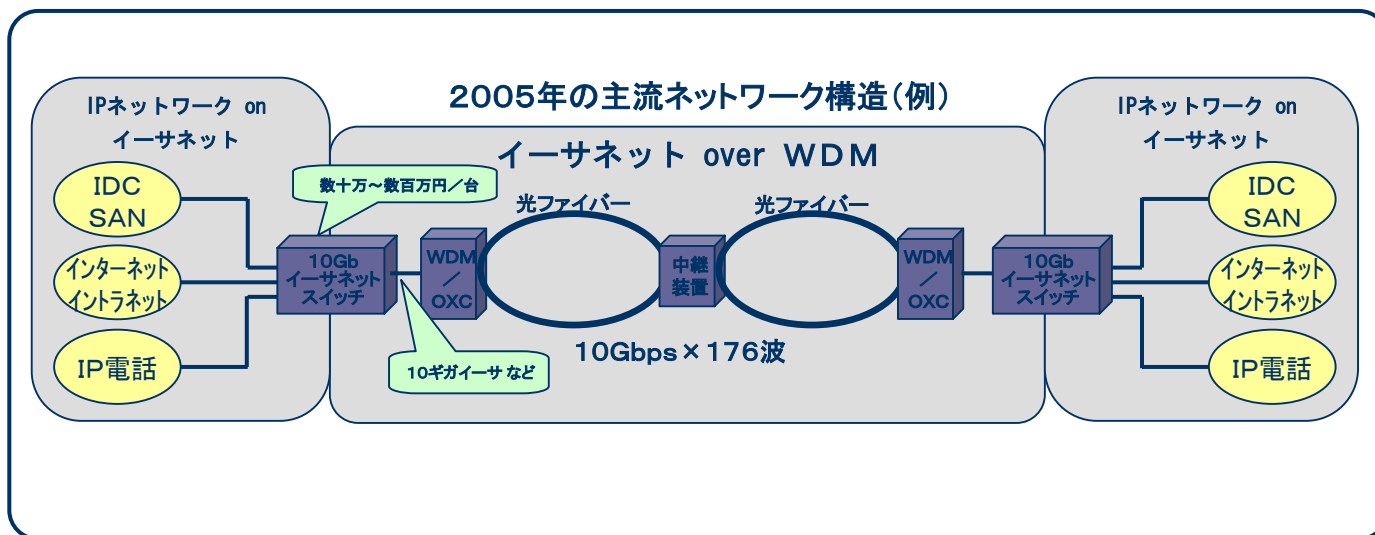 2005年の主流ネットワーク構造(例)
IPネットワーク on
イーサネット
IDC
SAN
インターネット
イントラネット
IP電話
数十万～数百万円／台
10Gb
イーサネット
スイッチ
10ギガイーサ など
イーサネット over WDM
光ファイバー
光ファイバー
WDM
／
OXC
中継
装置
WDM
／
OXC
10Gbps×176波
IPネットワーク on
イーサネット
10Gb
イーサネット
スイッチ
IDC
SAN
インターネット
イントラネット
IP電話